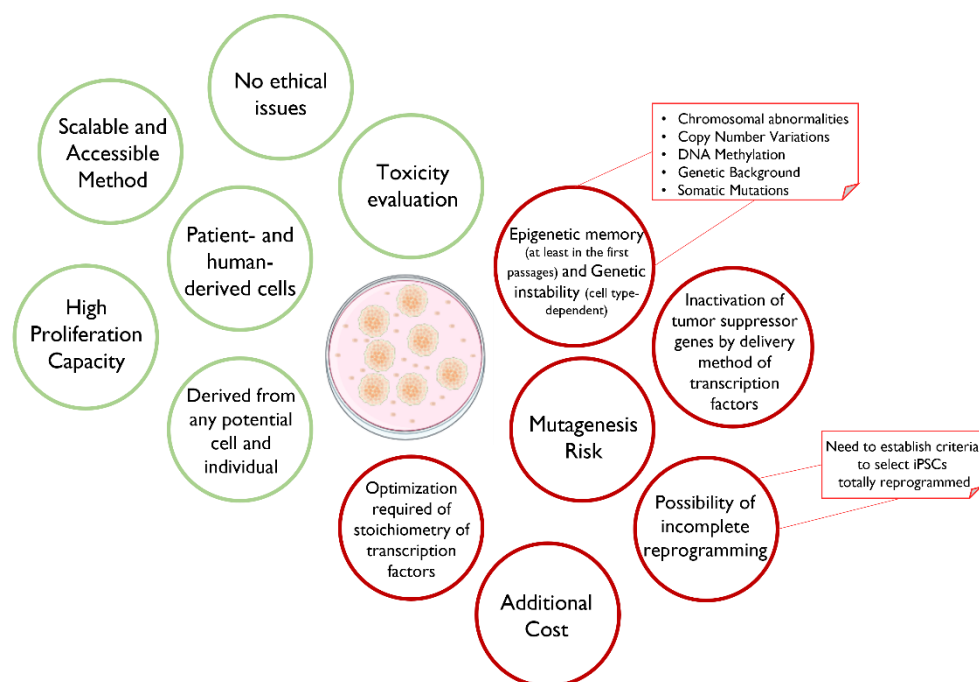 No ethical
issues
Scalable and
Accessible
Method
Toxicity
evaluation
Patient- and
human-
derived cells
High
Proliferation
Capacity
Derived from
any potential
cell and
individual
• Chromosomal abnormalities
• Copy Number Variations
• DNA Methylation
• Genetic Background
• Somatic Mutations
Epigenetic memory
(at least in the first
passages) and Genetic
instability (cell type-
dependent)
Inactivation of
tumor suppressor
genes by delivery
method of
transcription
factors
Mutagenesis
Risk
Need to establish criteria
to select iPSCs
totally reprogrammed
Possibility of
incomplete
reprogramming
Optimization
required of
stoichiometry of
transcription
factors
Additional
Cost